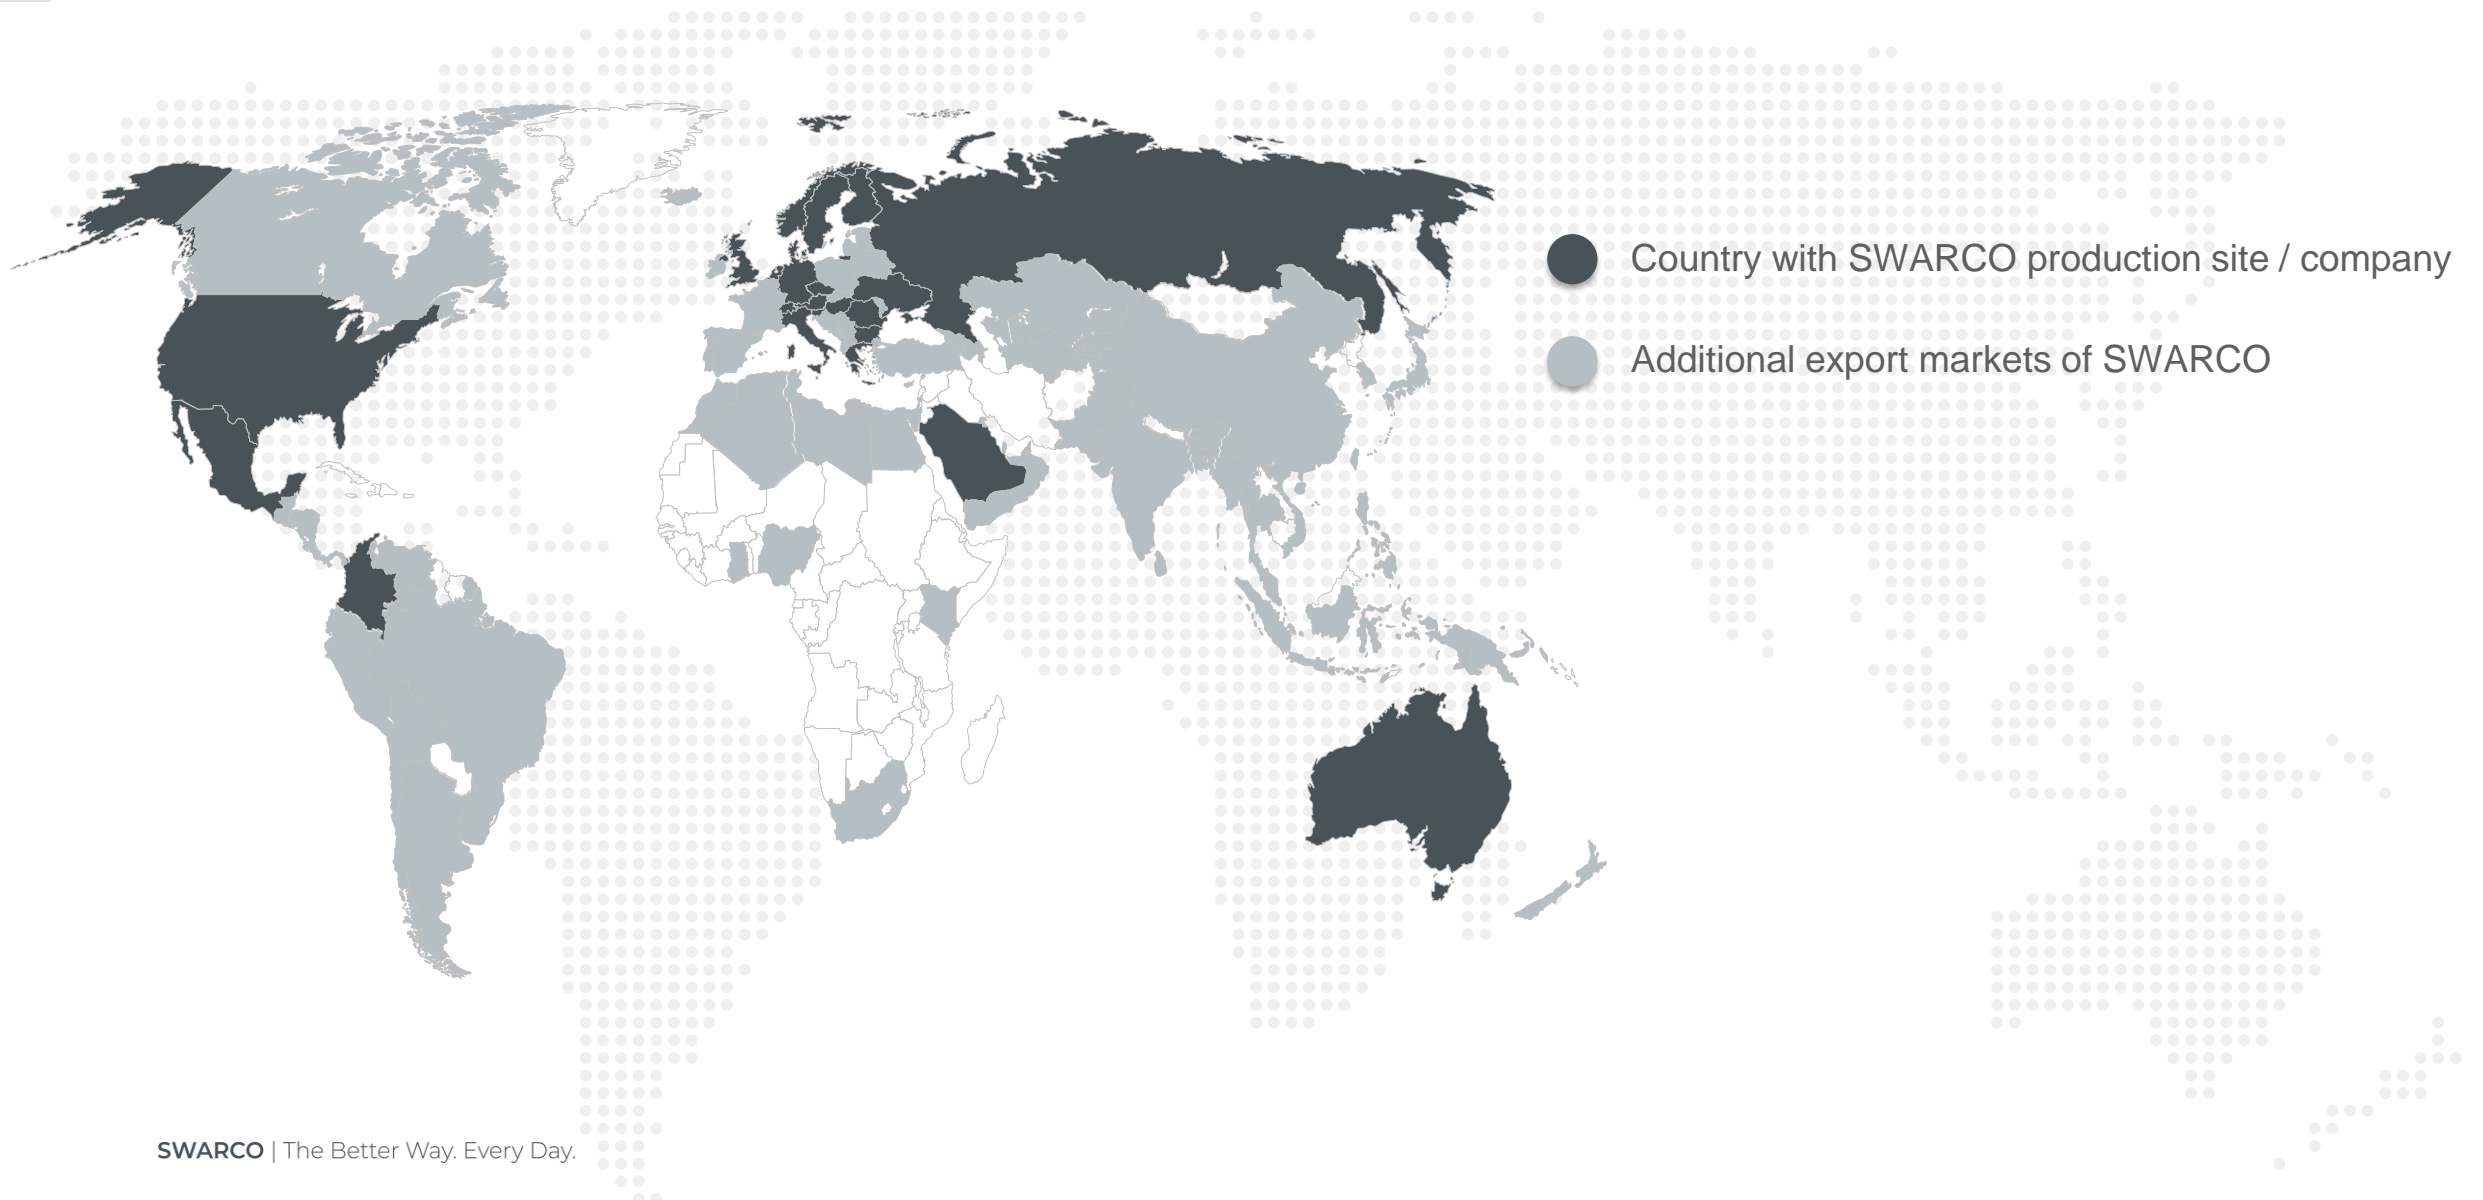 Country with SWARCO production site / company
Additional export markets of SWARCO
SWARCO | The Better Way. Every Day.